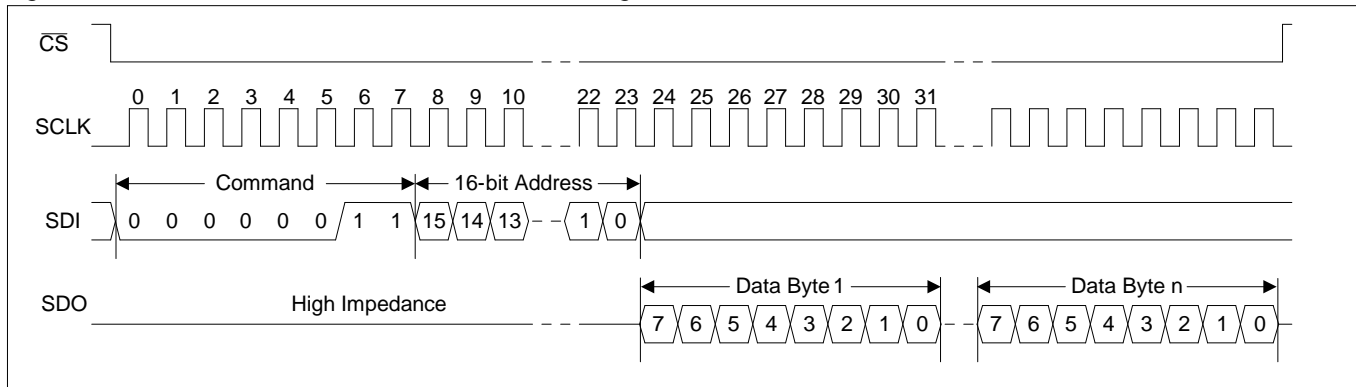 CS
0 1 2 3 4 5 6 7 8 9 10 22 23 24 25 26 27 28 29 30 31
SCLK
Command 16-bit Address
SDI 0 0 0 0 0 0 1 1 15 14 13 1 0
Data Byte 1 Data Byte n
SDO High Impedance
7 6 5 4 3 2 1 0 7 6 5 4 3 2 1 0